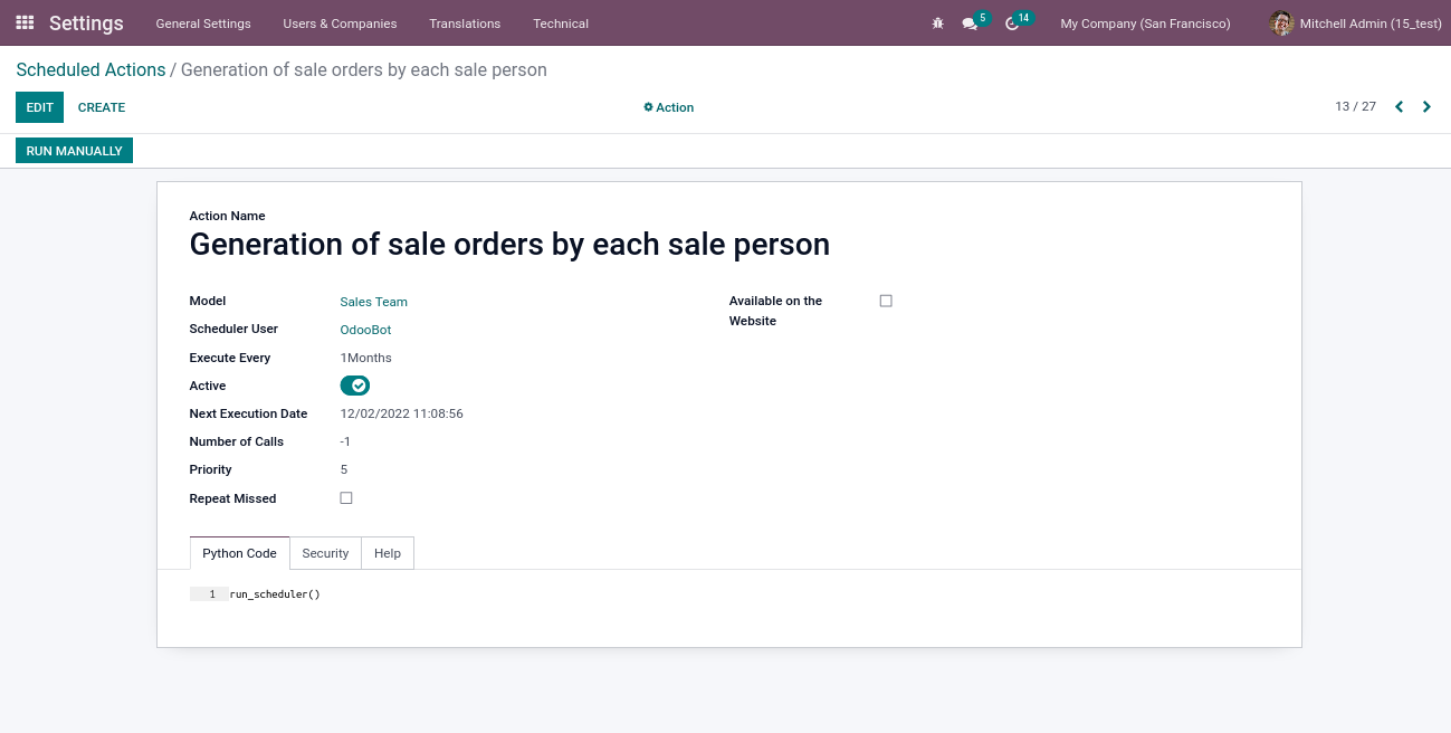 Settings General Settings Users & Companies Translations Technical 5 14 My Company (San Francisco) Mitchell Admin (15_test)
Scheduled Actions / Generation of sale orders by each sale person
EDIT CREATE Action 13 / 27
RUN MANUALLY
Action Name
Generation of sale orders by each sale person
Model Sales Team
Scheduler User OdooBot
Execute Every 1Months
Active
Next Execution Date 12/02/2022 11:08:56
Number of Calls -1
Priority 5
Repeat Missed
Available on the
Website
Python Code Security Help
1 run_scheduler()